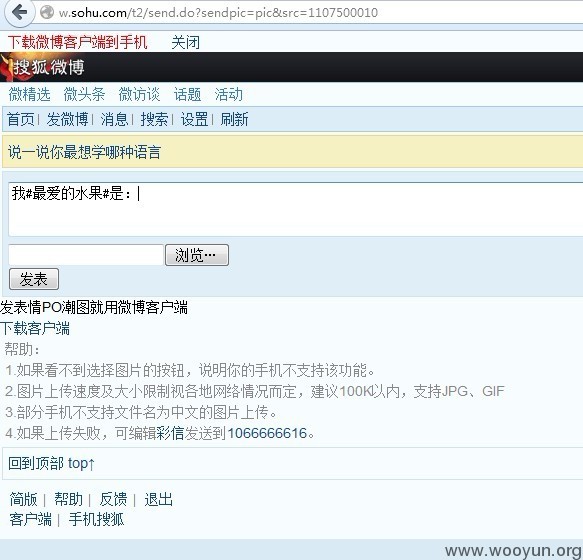 w.sohu.com/t2/send.do?sendpic=pic&src=1107500010
下载微博客户端到手机 关闭
搜狐微博
微精选 微头条 微访谈 话题 活动
首页| 发微博| 消息| 搜索| 设置| 刷新
说一说你最想学哪种语言
我#最爱的水果#是：
浏览…
发表
发表情PO潮图就用微博客户端
下载客户端
帮助：
1.如果看不到选择图片的按钮，说明你的手机不支持该功能。
2.图片上传速度及大小限制视各地网络情况而定，建议100K以内，支持JPG、GIF
3.部分手机不支持文件名为中文的图片上传。
4.如果上传失败，可编辑彩信发送到1066666616。
回到顶部 top↑
简版| 帮助| 反馈| 退出
客户端| 手机搜狐
www.wooyun.org